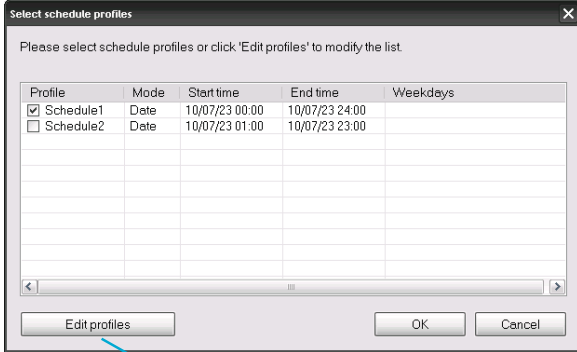 Select schedule profiles
Please select schedule profiles or click 'Edit profiles' to modify the list.
Profile Mode Start time End time Weekdays
Schedule1 Date 10/07/23 00:00 10/07/23 24:00
Schedule2 Date 10/07/23 01:00 10/07/23 23:00
Edit profiles OK Cancel